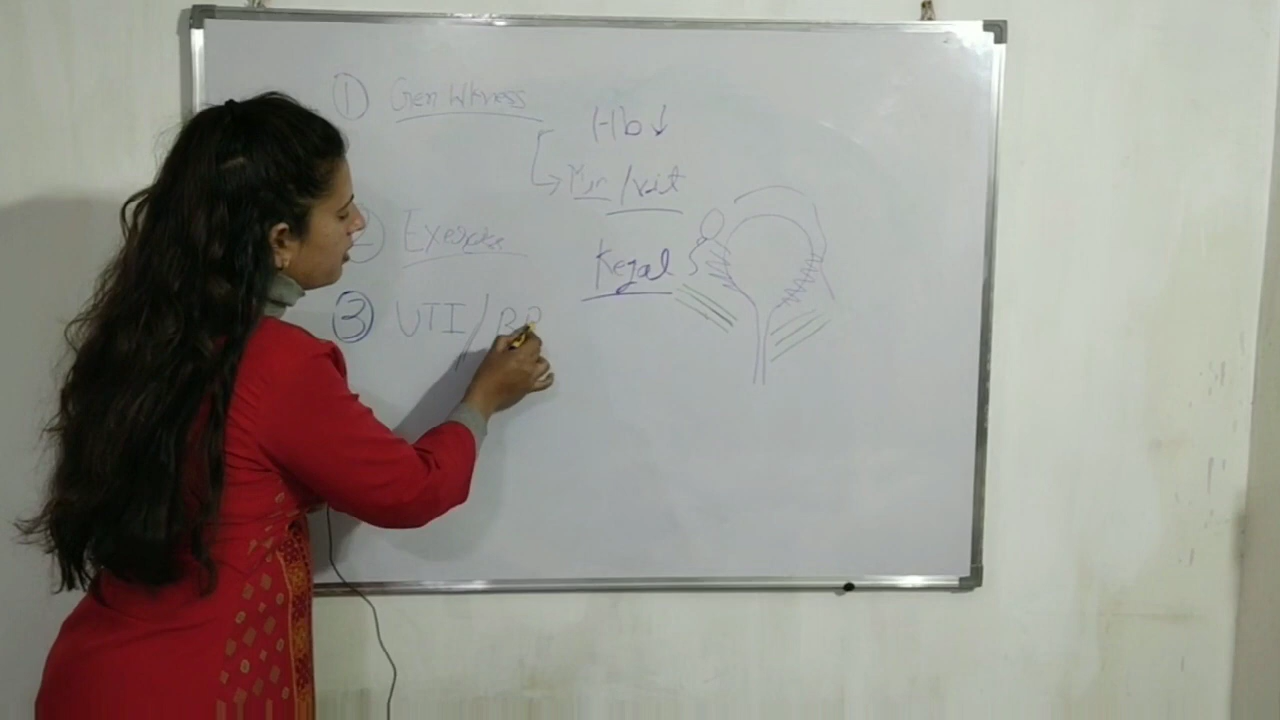 ① Gen Wkness
Hb↓
→ Min/vit
② Exercise
Kegal
③ UTI/BP